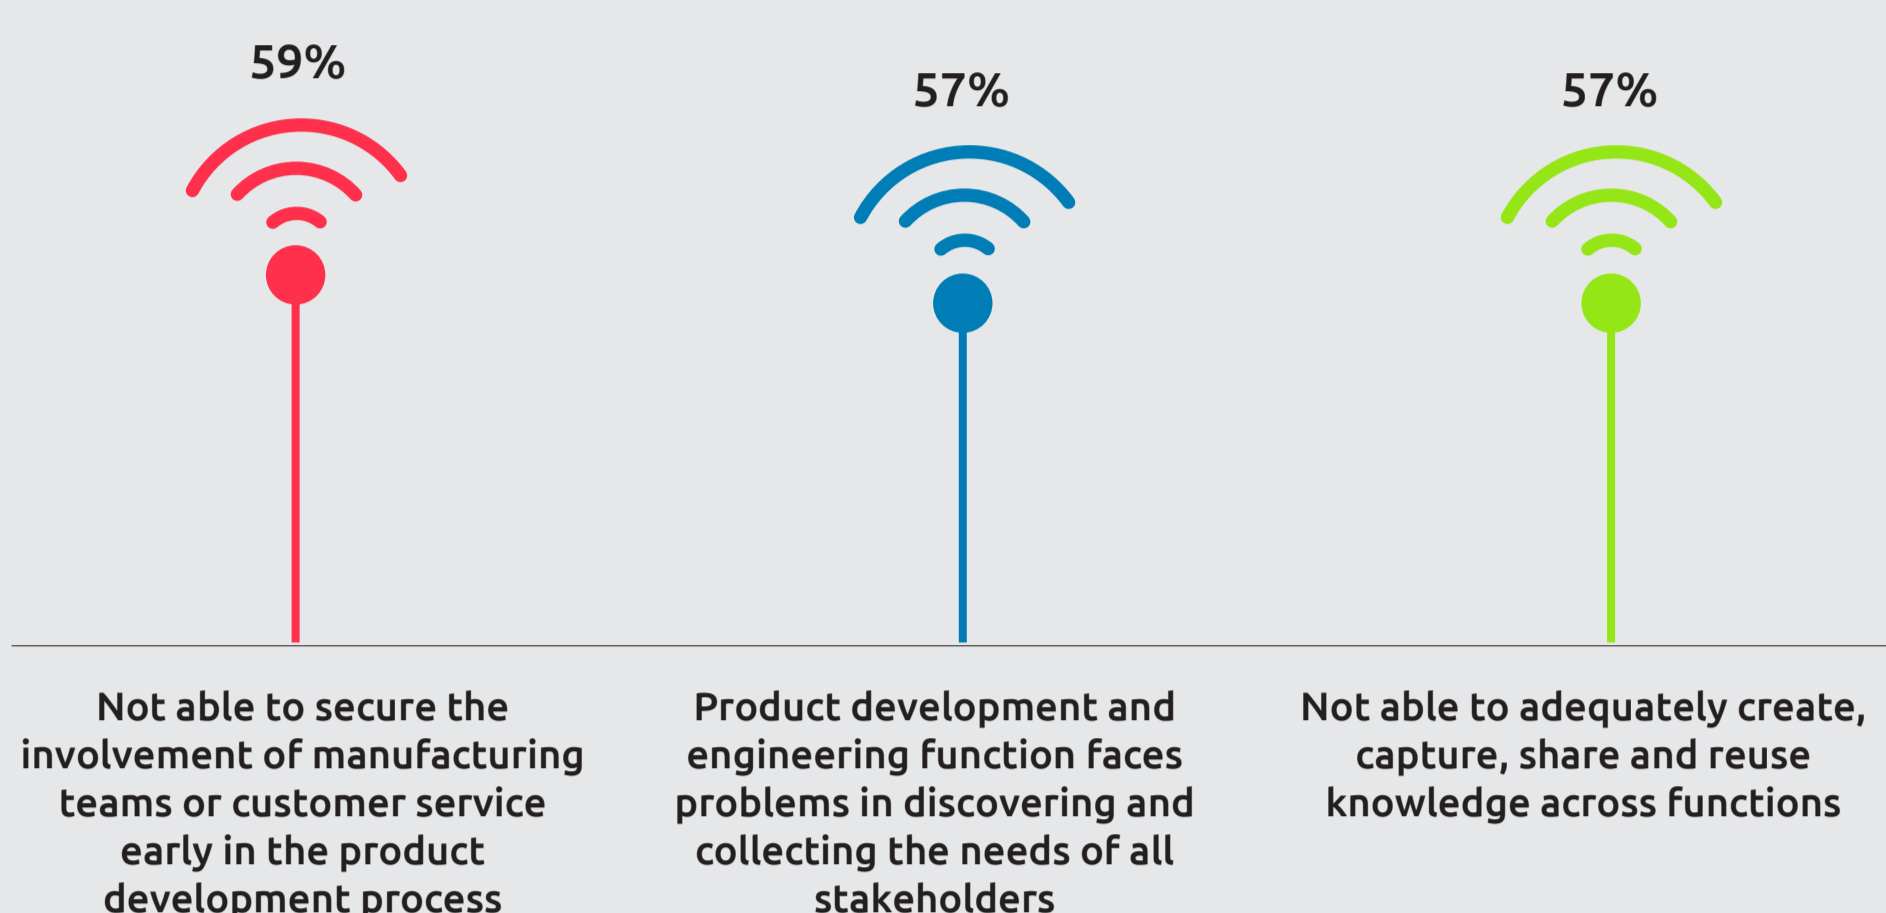 59%
57%
57%
Not able to secure the
involvement of manufacturing
teams or customer service
early in the product
development process
Product development and
engineering function faces
problems in discovering and
collecting the needs of all
stakeholders
Not able to adequately create,
capture, share and reuse
knowledge across functions